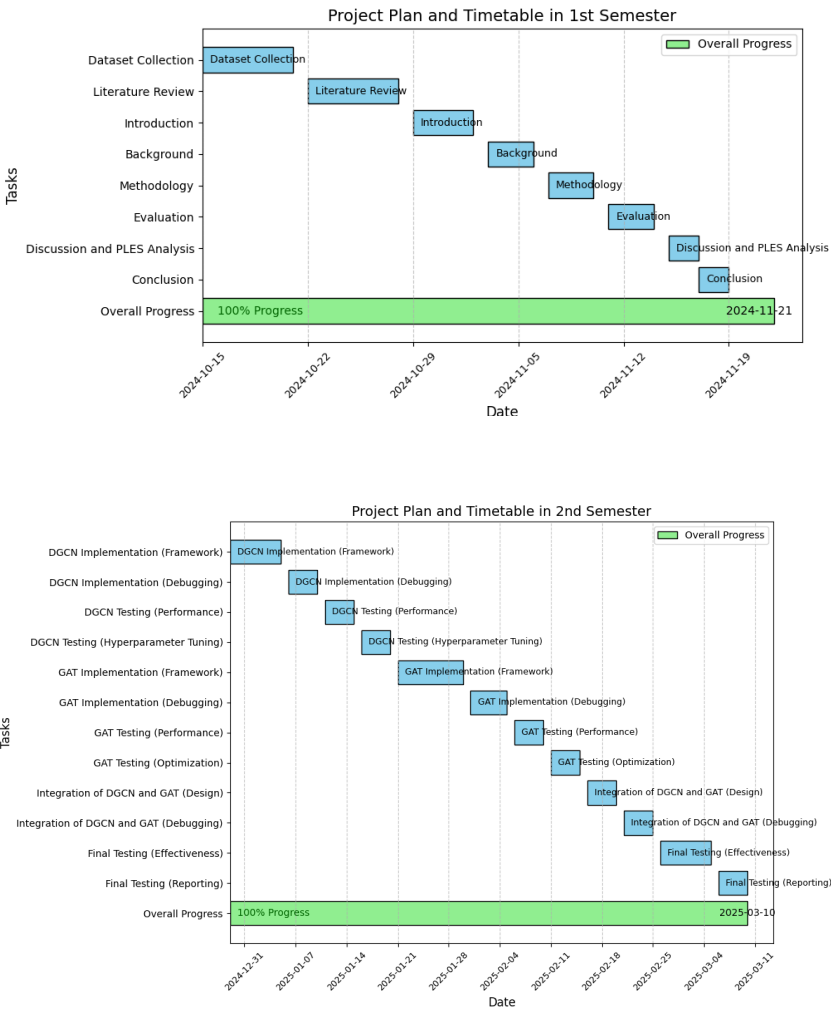 Project Plan and Timetable in 1st Semester
Overall Progress
Tasks
Dataset Collection Dataset Collection
Literature Review Literature Review
Introduction Introduction
Background Background
Methodology Methodology
Evaluation Evaluation
Discussion and PLES Analysis Discussion and PLES Analysis
Conclusion Conclusion
Overall Progress 100% Progress 2024-11-21
2024-10-15 2024-10-22 2024-10-29 2024-11-05 2024-11-12 2024-11-19
Date
Project Plan and Timetable in 2nd Semester
Overall Progress
Tasks
DGCN Implementation (Framework) DGCN Implementation (Framework)
DGCN Implementation (Debugging) DGCN Implementation (Debugging)
DGCN Testing (Performance) DGCN Testing (Performance)
DGCN Testing (Hyperparameter Tuning) DGCN Testing (Hyperparameter Tuning)
GAT Implementation (Framework) GAT Implementation (Framework)
GAT Implementation (Debugging) GAT Implementation (Debugging)
GAT Testing (Performance) GAT Testing (Performance)
GAT Testing (Optimization) GAT Testing (Optimization)
Integration of DGCN and GAT (Design) Integration of DGCN and GAT (Design)
Integration of DGCN and GAT (Debugging) Integration of DGCN and GAT (Debugging)
Final Testing (Effectiveness) Final Testing (Effectiveness)
Final Testing (Reporting) Final Testing (Reporting)
Overall Progress 100% Progress 2025-03-10
2024-12-31 2025-01-07 2025-01-14 2025-01-21 2025-01-28 2025-02-04 2025-02-11 2025-02-18 2025-02-25 2025-03-04 2025-03-11
Date